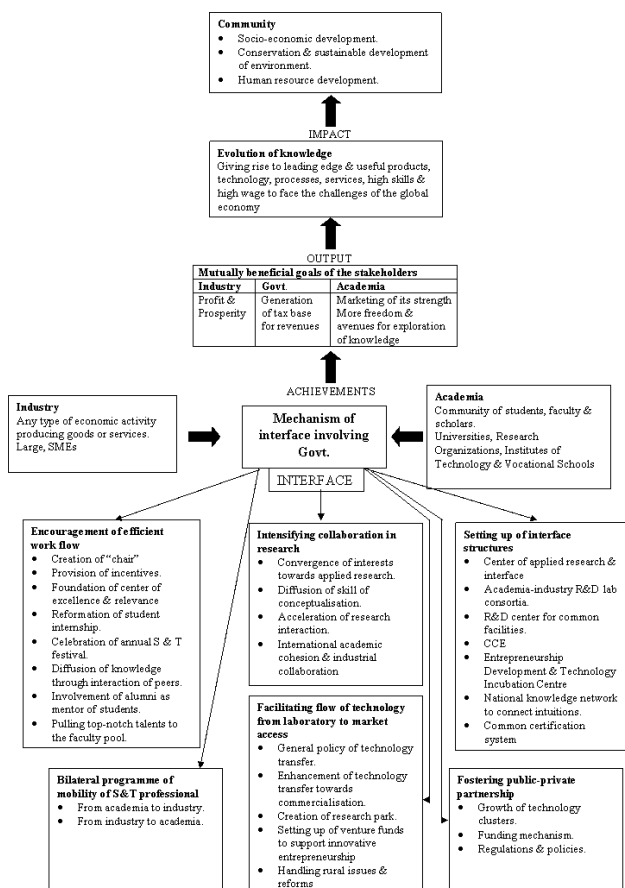 Community
• Socio-economic development.
• Conservation & sustainable development
of environment.
• Human resource development.
IMPACT
Evolution of knowledge
Giving rise to leading edge & useful products,
technology, processes, services, high skills &
high wage to face the challenges of the global
economy
OUTPUT
Mutually beneficial goals of the stakeholders
Industry Govt. Academia
Profit & Generation Marketing of its strength
Prosperity of tax base More freedom &
for revenues avenues for exploration
of knowledge
ACHIEVEMENTS
Industry
Any type of economic activity
producing goods or services.
Large, SMEs
Mechanism of
interface involving
Govt.
INTERFACE
Academia
Community of students, faculty &
scholars.
Universities, Research
Organizations, Institutes of
Technology & Vocational Schools
Encouragement of efficient
work flow
• Creation of “chair”
• Provision of incentives.
• Foundation of center of
excellence & relevance
• Reformation of student
internship.
• Celebration of annual S & T
festival.
• Diffusion of knowledge
through interaction of peers.
• Involvement of alumni as
mentor of students.
• Pulling top-notch talents to
the faculty pool.
Intensifying collaboration in
research
• Convergence of interests
towards applied research.
• Diffusion of skill of
conceptualisation.
• Acceleration of research
interaction.
• International academic
cohesion & industrial
collaboration
Setting up of interface
structures
• Center of applied research &
interface
• Academia-industry R&D lab
consortia.
• R&D center for common
facilities.
• CCE
• Entrepreneurship
Development & Technology
Incubation Centre
• National knowledge network
to connect intuitions.
• Common certification
system
Bilateral programme of
mobility of S&T professional
• From academia to industry.
• From industry to academia.
Facilitating flow of technology
from laboratory to market
access
• General policy of technology
transfer.
• Enhancement of technology
transfer towards
commercialisation.
• Creation of research park.
• Setting up of venture funds
to support innovative
entrepreneurship
• Handling rural issues &
reforms
Fostering public-private
partnership
• Growth of technology
clusters.
• Funding mechanism.
• Regulations & policies.